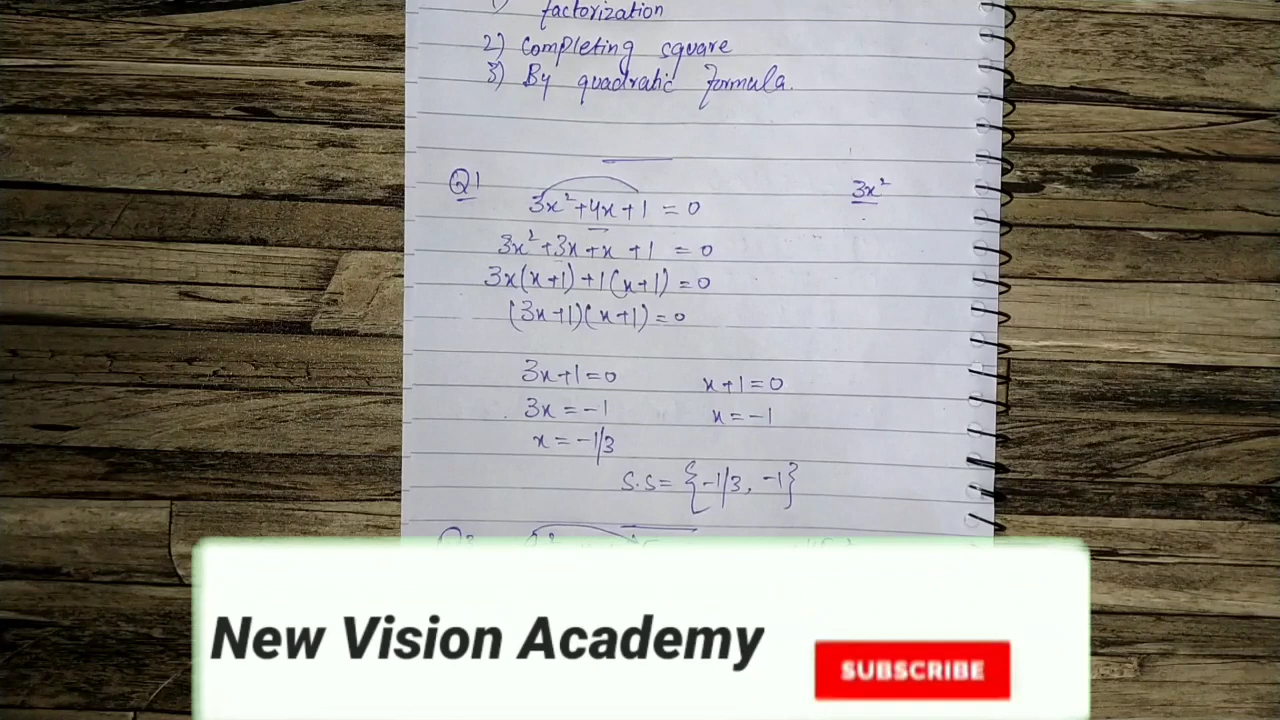 1) factorization
2) Completing square
3) By quadratic formula.
Q1
3x²+4x+1 = 0
3x²
3x²+3x+x+1 = 0
3x(x+1)+1(x+1)=0
(3x+1)(x+1)=0
3x+1=0 x+1=0
3x=-1 x=-1
x=-1/3
S.S= {-1/3, -1}
New Vision Academy
SUBSCRIBE